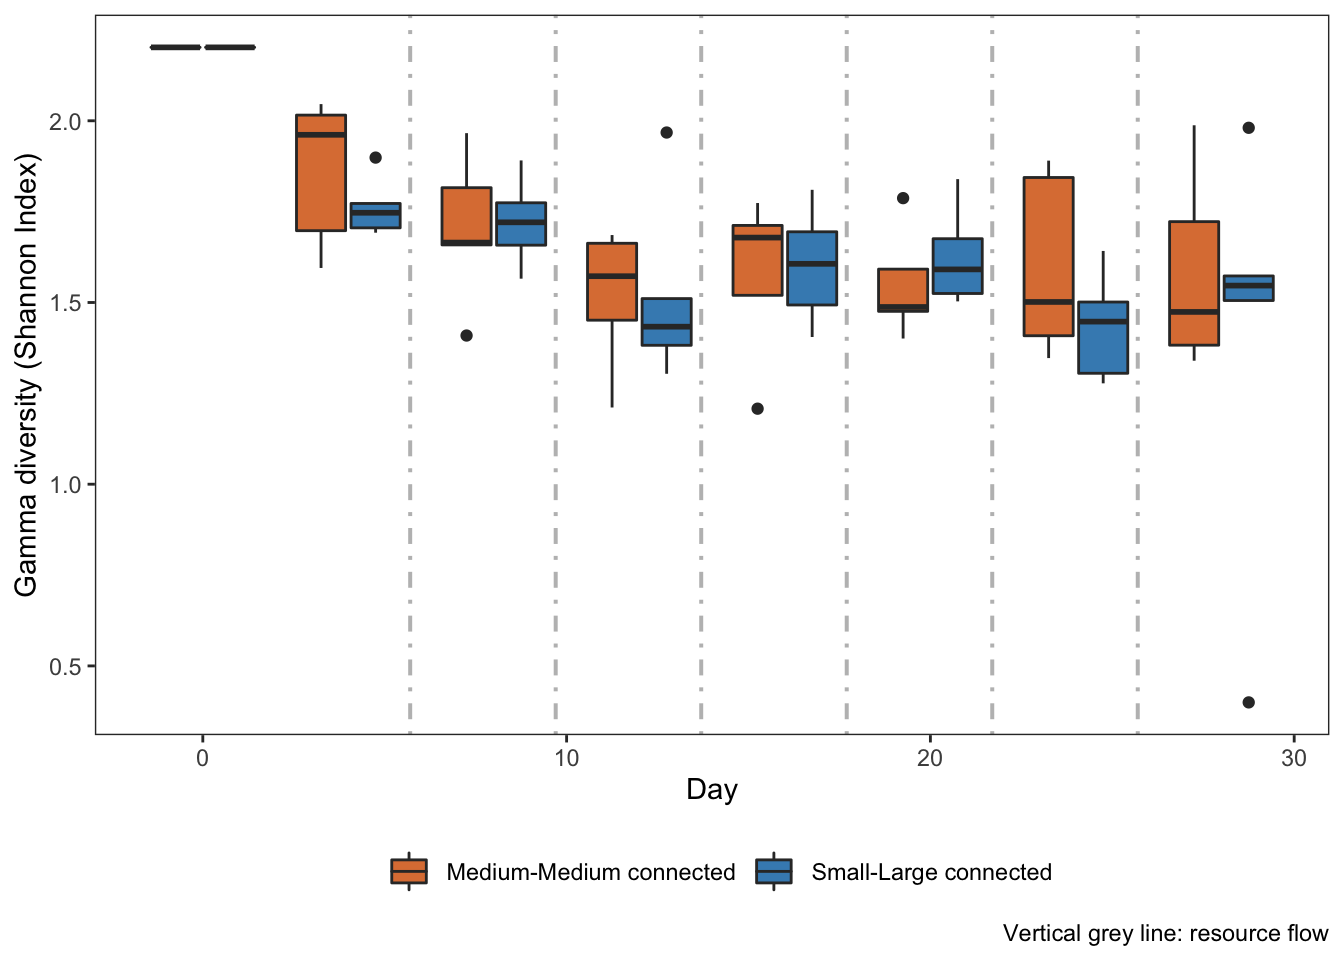 Gamma diversity (Shannon Index)
2.0
1.5
1.0
0.5
0 10 20 30
Day
Medium-Medium connected Small-Large connected
Vertical grey line: resource flow